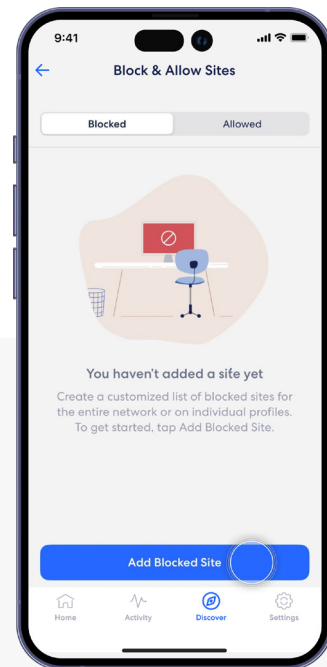 9:41
Block & Allow Sites
Blocked
Allowed
You haven't added a site yet
Create a customized list of blocked sites for
the entire network or on individual profiles.
To get started, tap Add Blocked Site.
Add Blocked Site
Home
Activity
Discover
Settings